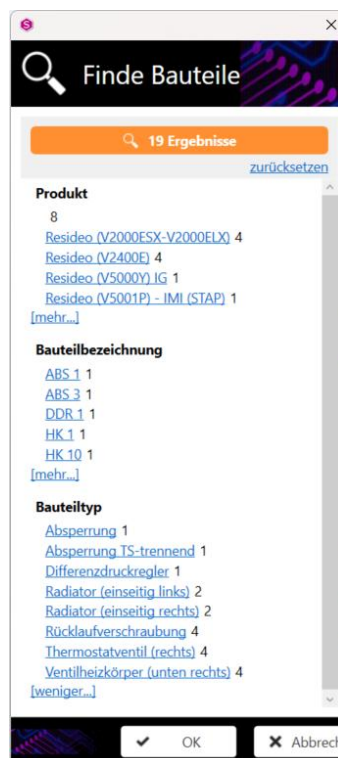 S
Finde Bauteile
19 Ergebnisse
zurücksetzen
Produkt
8
Resideo (V2000ESX-V2000ELX) 4
Resideo (V2400E) 4
Resideo (V5000Y) IG 1
Resideo (V5001P) - IMI (STAP) 1
[mehr...]
Bauteilbezeichnung
ABS 1 1
ABS 3 1
DDR 1 1
HK 1 1
HK 10 1
[mehr...]
Bauteiltyp
Absperrung 1
Absperrung TS-trennend 1
Differenzdruckregler 1
Radiator (einseitig links) 2
Radiator (einseitig rechts) 2
Rücklaufverschraubung 4
Thermostatventil (rechts) 4
Ventilheizkörper (unten rechts) 4
[weniger...]
OK
Abbrech